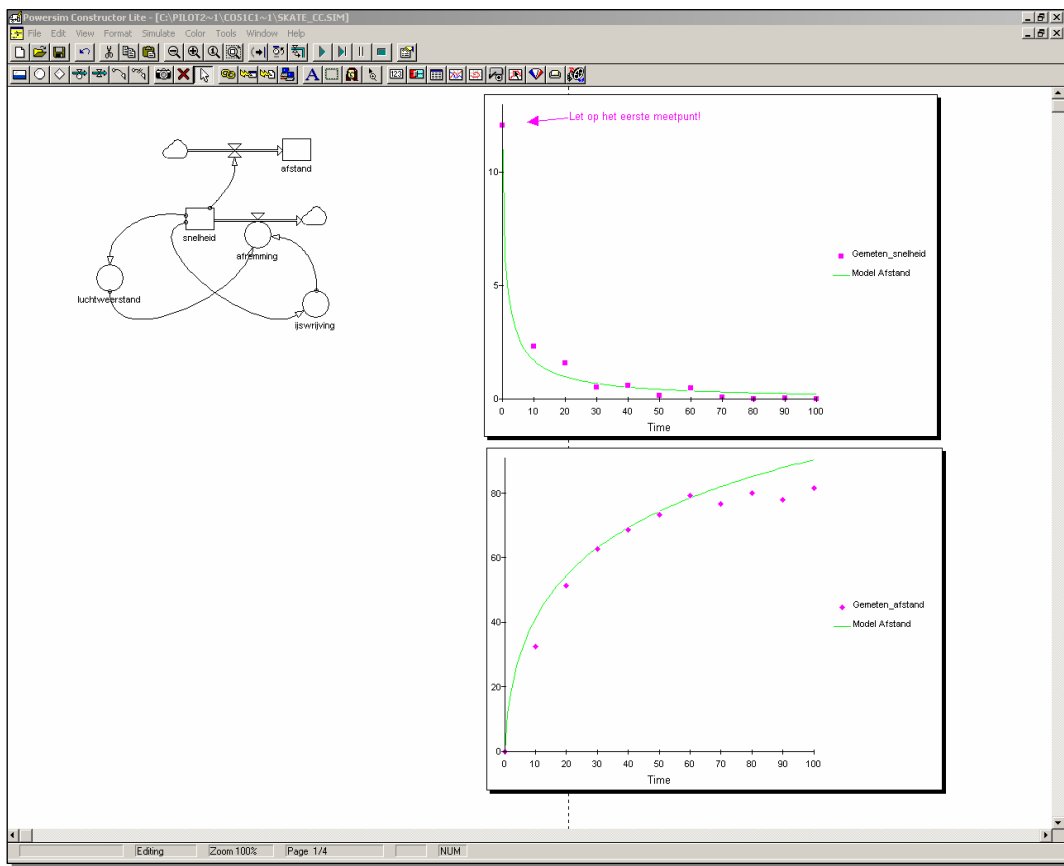 Powersim Constructor Lite - [C:\PILOT2~1\CO51C1~1\SKATE_CC.SIM]
File Edit View Format Simulate Color Tools Window Help
afstand
snelheid
afremming
luchtweerstand
ijswrijving
Let op het eerste meetpunt!
10
5
0
0 10 20 30 40 50 60 70 80 90 100
Time
Gemeten_snelheid
Model Afstand
80
60
40
20
0
0 10 20 30 40 50 60 70 80 90 100
Time
Gemeten_afstand
Model Afstand
Editing Zoom 100% Page 1/4 NUM